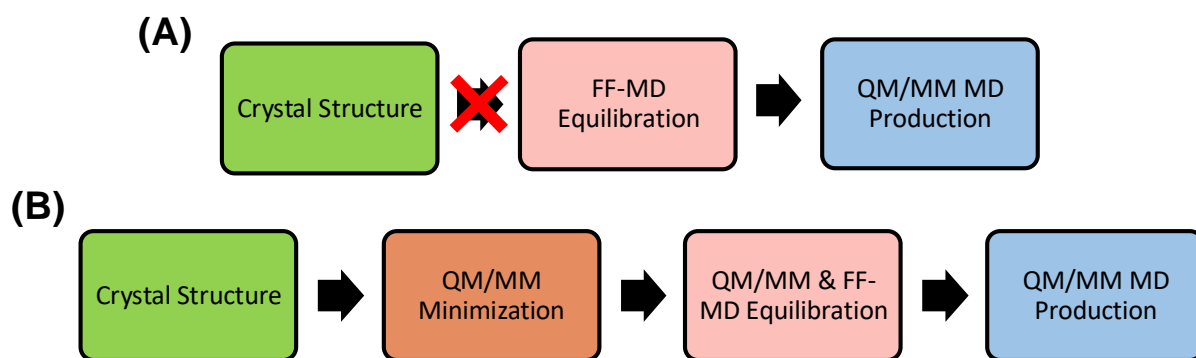 (A)
Crystal Structure
FF-MD
Equilibration
QM/MM MD
Production
(B)
Crystal Structure
QM/MM
Minimization
QM/MM & FF-
MD Equilibration
QM/MM MD
Production